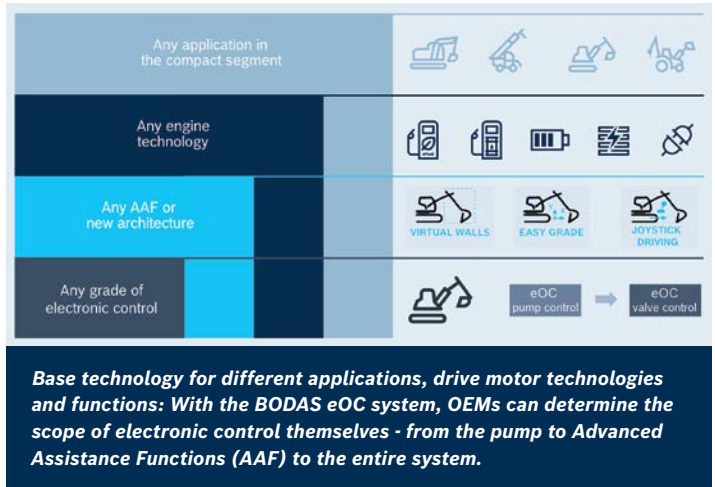 Any application in
the compact segment
Any engine
technology
Any AAF or
new architecture
VIRTUAL WALLS
EASY GRADE
JOYSTICK
DRIVING
Any grade of
electronic control
eOC
pump control
eOC
valve control
Base technology for different applications, drive motor technologies
and functions: With the BODAS eOC system, OEMs can determine the
scope of electronic control themselves - from the pump to Advanced
Assistance Functions (AAF) to the entire system.